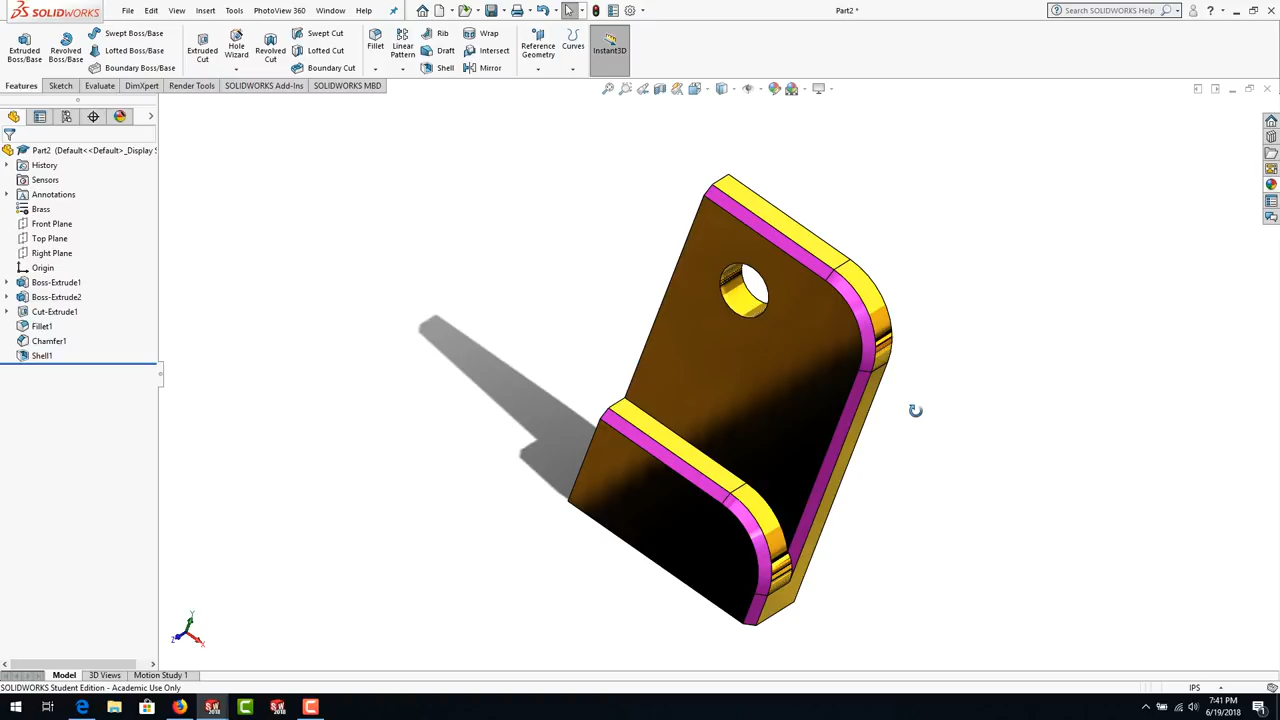 SOLIDWORKS File Edit View Insert Tools PhotoView 360 Window Help Part2 * Search SOLIDWORKS Help
Extruded Boss/Base
Revolved Boss/Base
Swept Boss/Base
Lofted Boss/Base
Boundary Boss/Base
Extruded Cut
Hole Wizard
Revolved Cut
Swept Cut
Lofted Cut
Boundary Cut
Fillet
Linear Pattern
Rib
Draft
Shell
Wrap
Intersect
Mirror
Reference Geometry
Curves
Instant3D
Features Sketch Evaluate DimXpert Render Tools SOLIDWORKS Add-Ins SOLIDWORKS MBD
Part2 (Default<<Default>_Display S
History
Sensors
Annotations
Brass
Front Plane
Top Plane
Right Plane
Origin
Boss-Extrude1
Boss-Extrude2
Cut-Extrude1
Fillet1
Chamfer1
Shell1
Y
Z X
Model 3D Views Motion Study 1
SOLIDWORKS Student Edition - Academic Use Only IPS
7:41 PM
6/19/2018